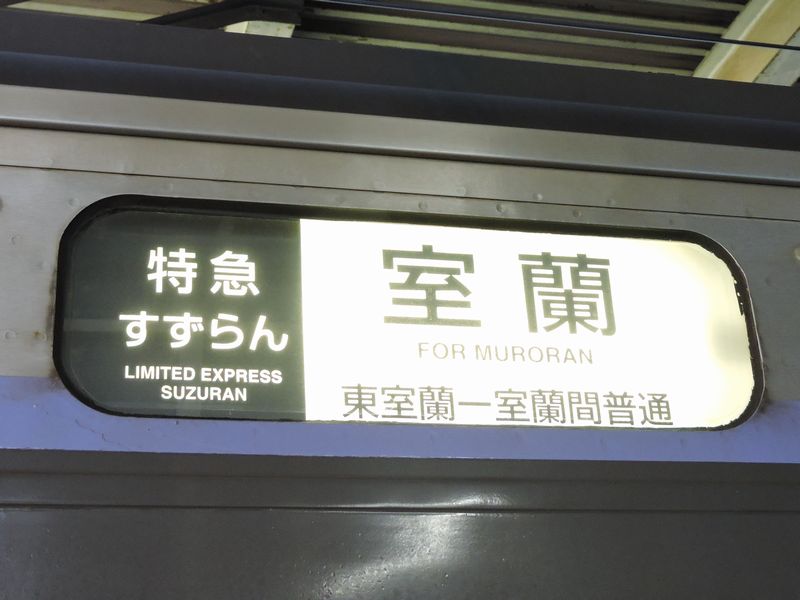 特急
すずらん
LIMITED EXPRESS
SUZURAN
室蘭
FOR MURORAN
東室蘭ー室蘭間普通